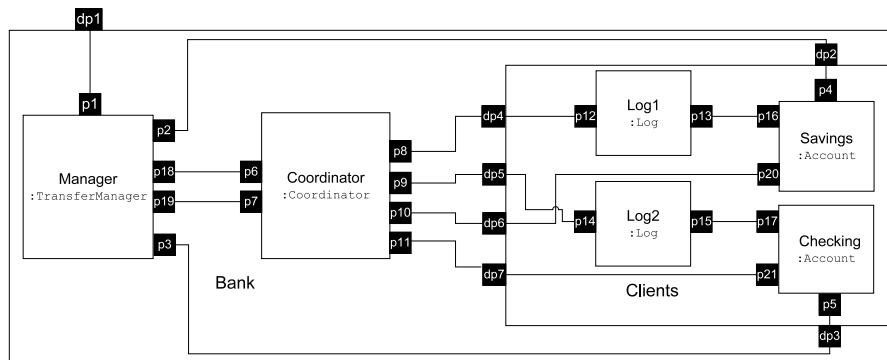 dp1
dp2
p1
p4
p2
Manager
:TransferManager
p18
p19
p3
p6
p7
Coordinator
:Coordinator
p8
p9
p10
p11
Bank
dp4
dp5
dp6
dp7
p12
Log1
:Log
p13
p16
Savings
:Account
p20
p14
Log2
:Log
p15
p17
Checking
:Account
p21
Clients
p5
dp3